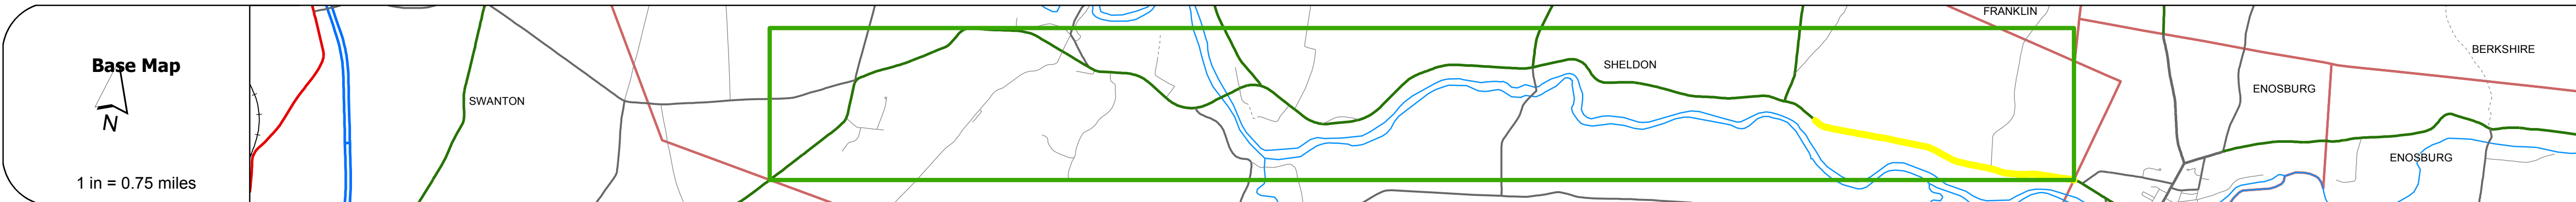 Base Map
N
1 in = 0.75 miles
SWANTON
SHELDON
FRANKLIN
ENOSBURG
BERKSHIRE
ENOSBURG